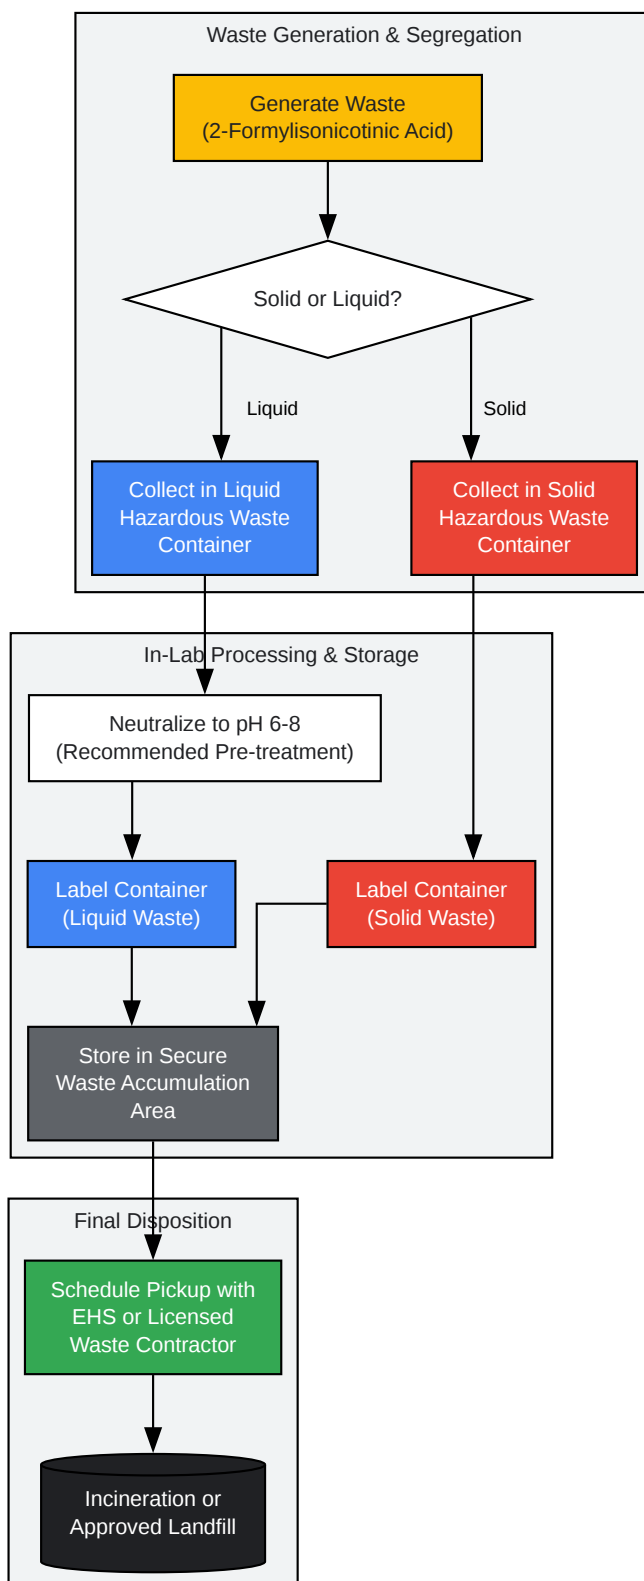 Waste Generation & Segregation
Generate Waste
(2-Formylisonicotinic Acid)
Solid or Liquid?
Liquid
Solid
Collect in Liquid
Hazardous Waste
Container
Collect in Solid
Hazardous Waste
Container
In-Lab Processing & Storage
Neutralize to pH 6-8
(Recommended Pre-treatment)
Label Container
(Liquid Waste)
Label Container
(Solid Waste)
Store in Secure
Waste Accumulation
Area
Final Disposition
Schedule Pickup with
EHS or Licensed
Waste Contractor
Incineration or
Approved Landfill